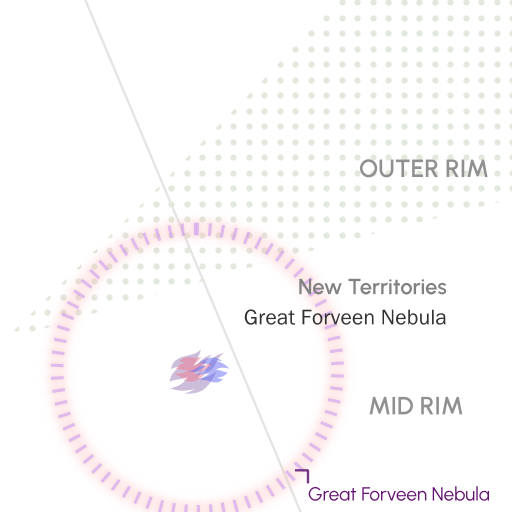 OUTER RIM
New Territories
Great Forveen Nebula
MID RIM
Great Forveen Nebula